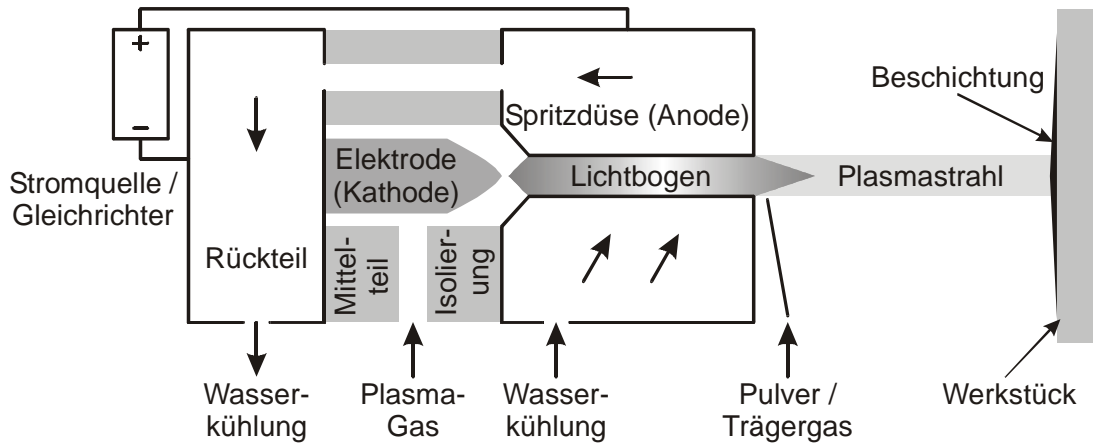 +
–
Stromquelle /
Gleichrichter
Rückteil
Elektrode
(Kathode)
Mittel-
teil
Isolier-
ung
Spritzdüse (Anode)
Lichtbogen
Plasmastrahl
Beschichtung
Wasser-
kühlung
Plasma-
Gas
Wasser-
kühlung
Pulver /
Trägergas
Werkstück